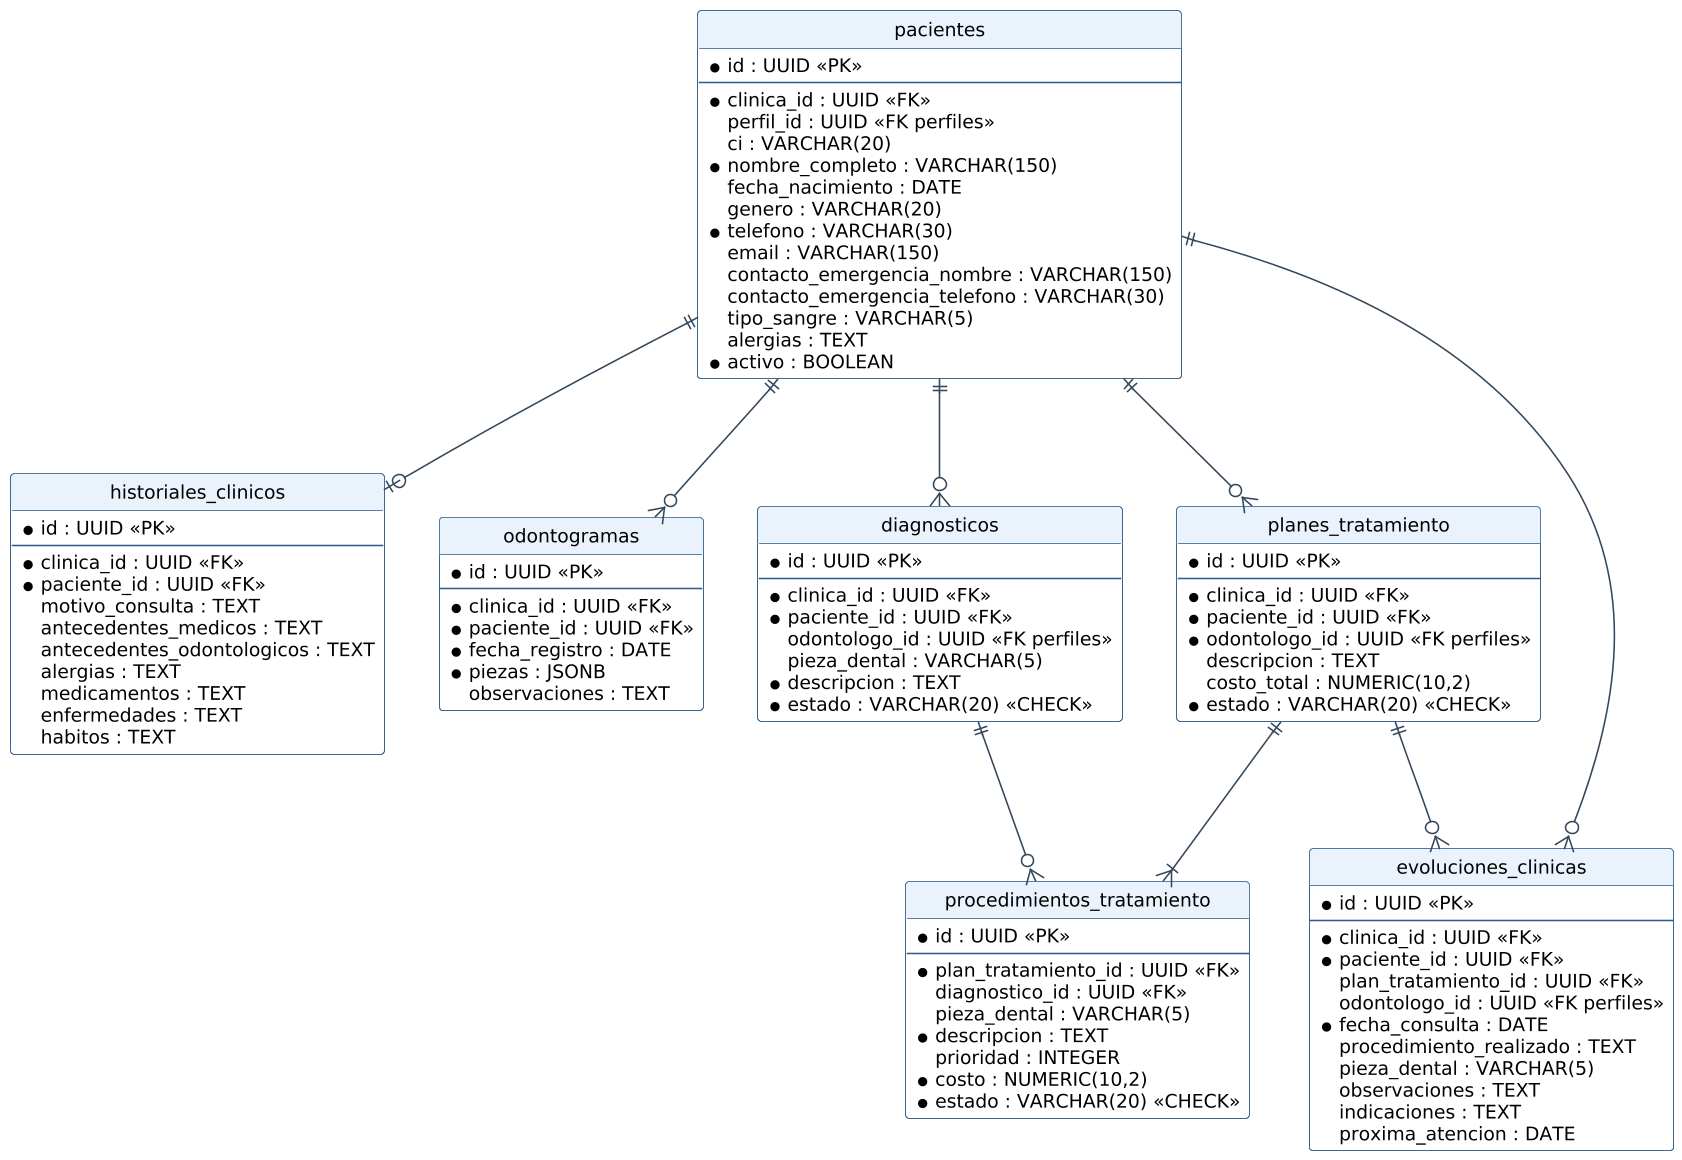 pacientes
id : UUID «PK»
clinica_id : UUID «FK»
perfil_id : UUID «FK perfiles»
ci : VARCHAR(20)
nombre_completo : VARCHAR(150)
fecha_nacimiento : DATE
genero : VARCHAR(20)
telefono : VARCHAR(30)
email : VARCHAR(150)
contacto_emergencia_nombre : VARCHAR(150)
contacto_emergencia_telefono : VARCHAR(30)
tipo_sangre : VARCHAR(5)
alergias : TEXT
activo : BOOLEAN
historiales_clinicos
id : UUID «PK»
clinica_id : UUID «FK»
paciente_id : UUID «FK»
motivo_consulta : TEXT
antecedentes_medicos : TEXT
antecedentes_odontologicos : TEXT
alergias : TEXT
medicamentos : TEXT
enfermedades : TEXT
habitos : TEXT
odontogramas
id : UUID «PK»
clinica_id : UUID «FK»
paciente_id : UUID «FK»
fecha_registro : DATE
piezas : JSONB
observaciones : TEXT
diagnosticos
id : UUID «PK»
clinica_id : UUID «FK»
paciente_id : UUID «FK»
odontologo_id : UUID «FK perfiles»
pieza_dental : VARCHAR(5)
descripcion : TEXT
estado : VARCHAR(20) «CHECK»
planes_tratamiento
id : UUID «PK»
clinica_id : UUID «FK»
paciente_id : UUID «FK»
odontologo_id : UUID «FK perfiles»
descripcion : TEXT
costo_total : NUMERIC(10,2)
estado : VARCHAR(20) «CHECK»
procedimientos_tratamiento
id : UUID «PK»
plan_tratamiento_id : UUID «FK»
diagnostico_id : UUID «FK»
pieza_dental : VARCHAR(5)
descripcion : TEXT
prioridad : INTEGER
costo : NUMERIC(10,2)
estado : VARCHAR(20) «CHECK»
evoluciones_clinicas
id : UUID «PK»
clinica_id : UUID «FK»
paciente_id : UUID «FK»
plan_tratamiento_id : UUID «FK»
odontologo_id : UUID «FK perfiles»
fecha_consulta : DATE
procedimiento_realizado : TEXT
pieza_dental : VARCHAR(5)
observaciones : TEXT
indicaciones : TEXT
proxima_atencion : DATE